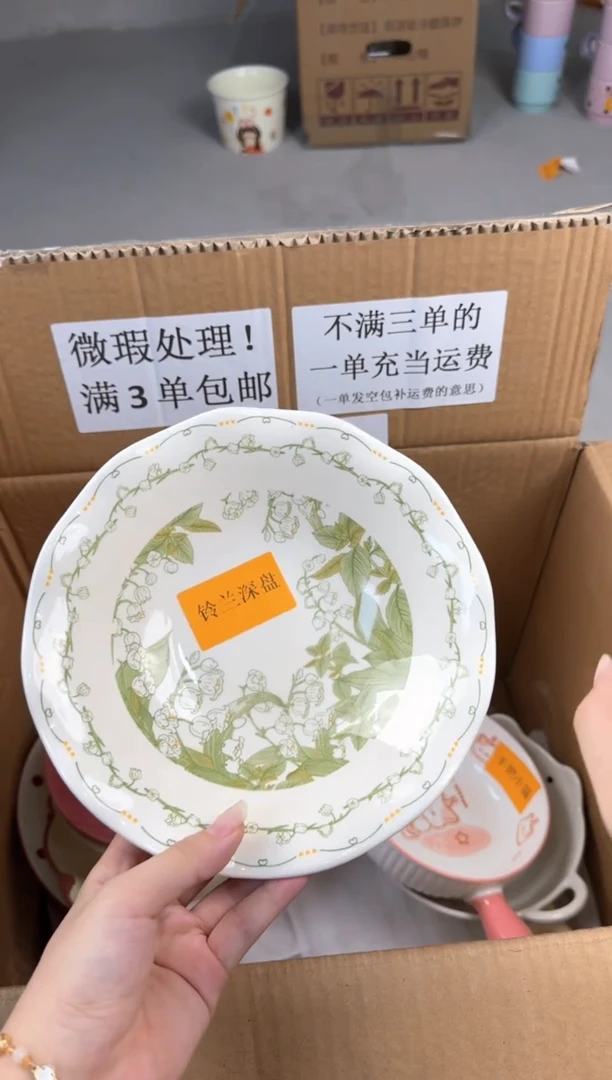 微瑕处理！
满3单包邮
不满三单的
一单充当运费
（一单发空包补运费的意思）
铃兰深盘